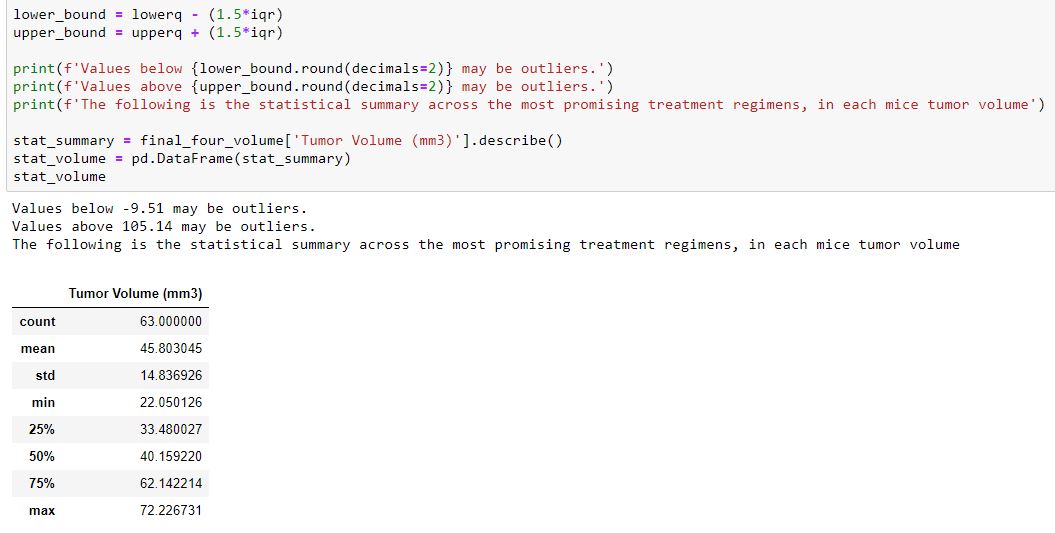 lower_bound = lowerq - (1.5*iqr)
upper_bound = upperq + (1.5*iqr)
print(f'Values below {lower_bound.round(decimals=2)} may be outliers.')
print(f'Values above {upper_bound.round(decimals=2)} may be outliers.')
print(f'The following is the statistical summary across the most promising treatment regimens, in each mice tumor volume')
stat_summary = final_four_volume['Tumor Volume (mm3)'].describe()
stat_volume = pd.DataFrame(stat_summary)
stat_volume
Values below -9.51 may be outliers.
Values above 105.14 may be outliers.
The following is the statistical summary across the most promising treatment regimens, in each mice tumor volume
Tumor Volume (mm3)
count 63.000000
mean 45.803045
std 14.836926
min 22.050126
25% 33.480027
50% 40.159220
75% 62.142214
max 72.226731